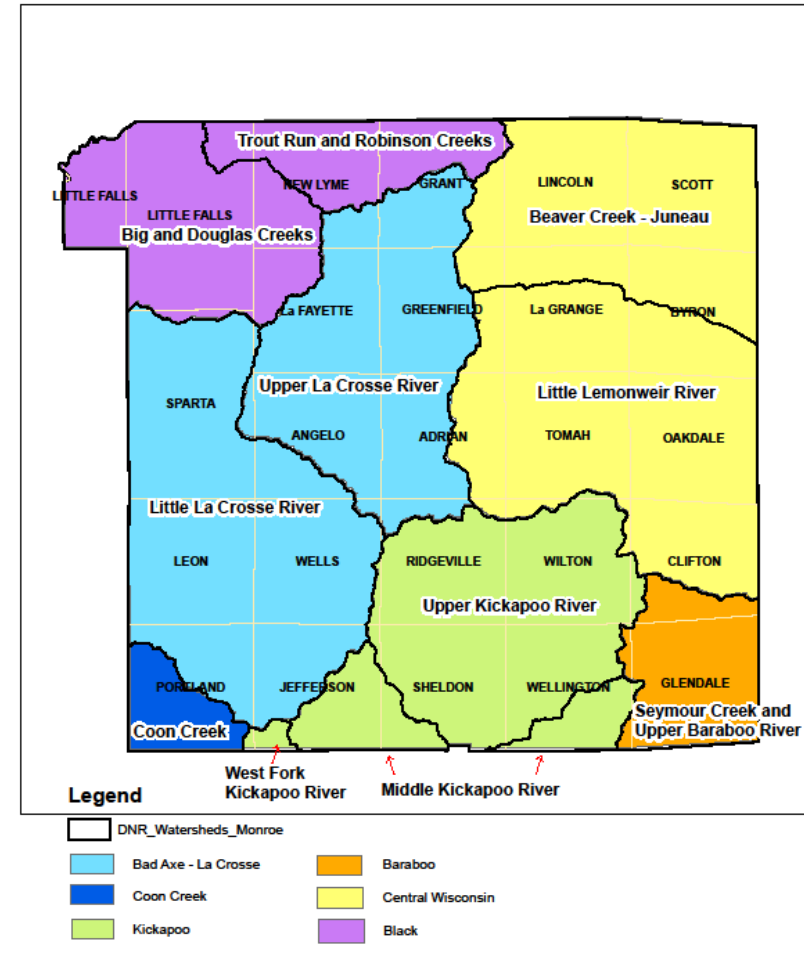 Trout Run and Robinson Creeks
LITTLE FALLS
NEW LYME
GRANT
LINCOLN
SCOTT
LITTLE FALLS
Big and Douglas Creeks
Beaver Creek - Juneau
La FAYETTE
GREENFIELD
La GRANGE
BYRON
Upper La Crosse River
Little Lemonweir River
SPARTA
ANGELO
ADRIAN
TOMAH
OAKDALE
Little La Crosse River
LEON
WELLS
RIDGEVILLE
WILTON
CLIFTON
Upper Kickapoo River
PORTLAND
JEFFERSON
SHELDON
WELLINGTON
GLENDALE
Coon Creek
Seymour Creek and
Upper Baraboo River
West Fork
Kickapoo River
Middle Kickapoo River
Legend
DNR_Watersheds_Monroe
Bad Axe - La Crosse
Coon Creek
Kickapoo
Baraboo
Central Wisconsin
Black